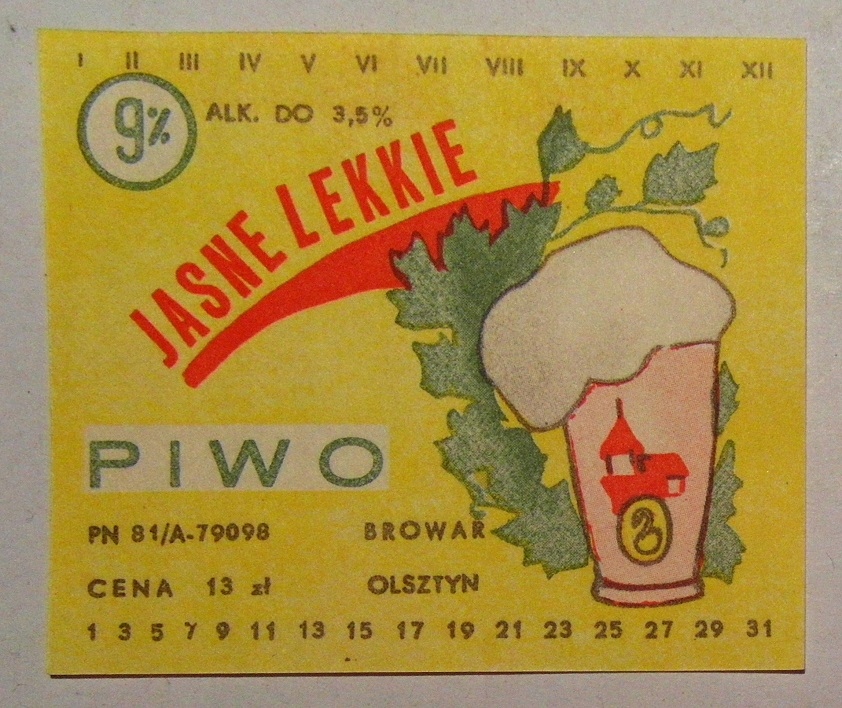 I II III IV V VI VII VIII IX X XI XII
9% ALK. DO 3,5%
JASNE LEKKIE
PIWO
PN 81/A-79098 BROWAR
CENA 13 zł OLSZTYN
1 3 5 7 9 11 13 15 17 19 21 23 25 27 29 31